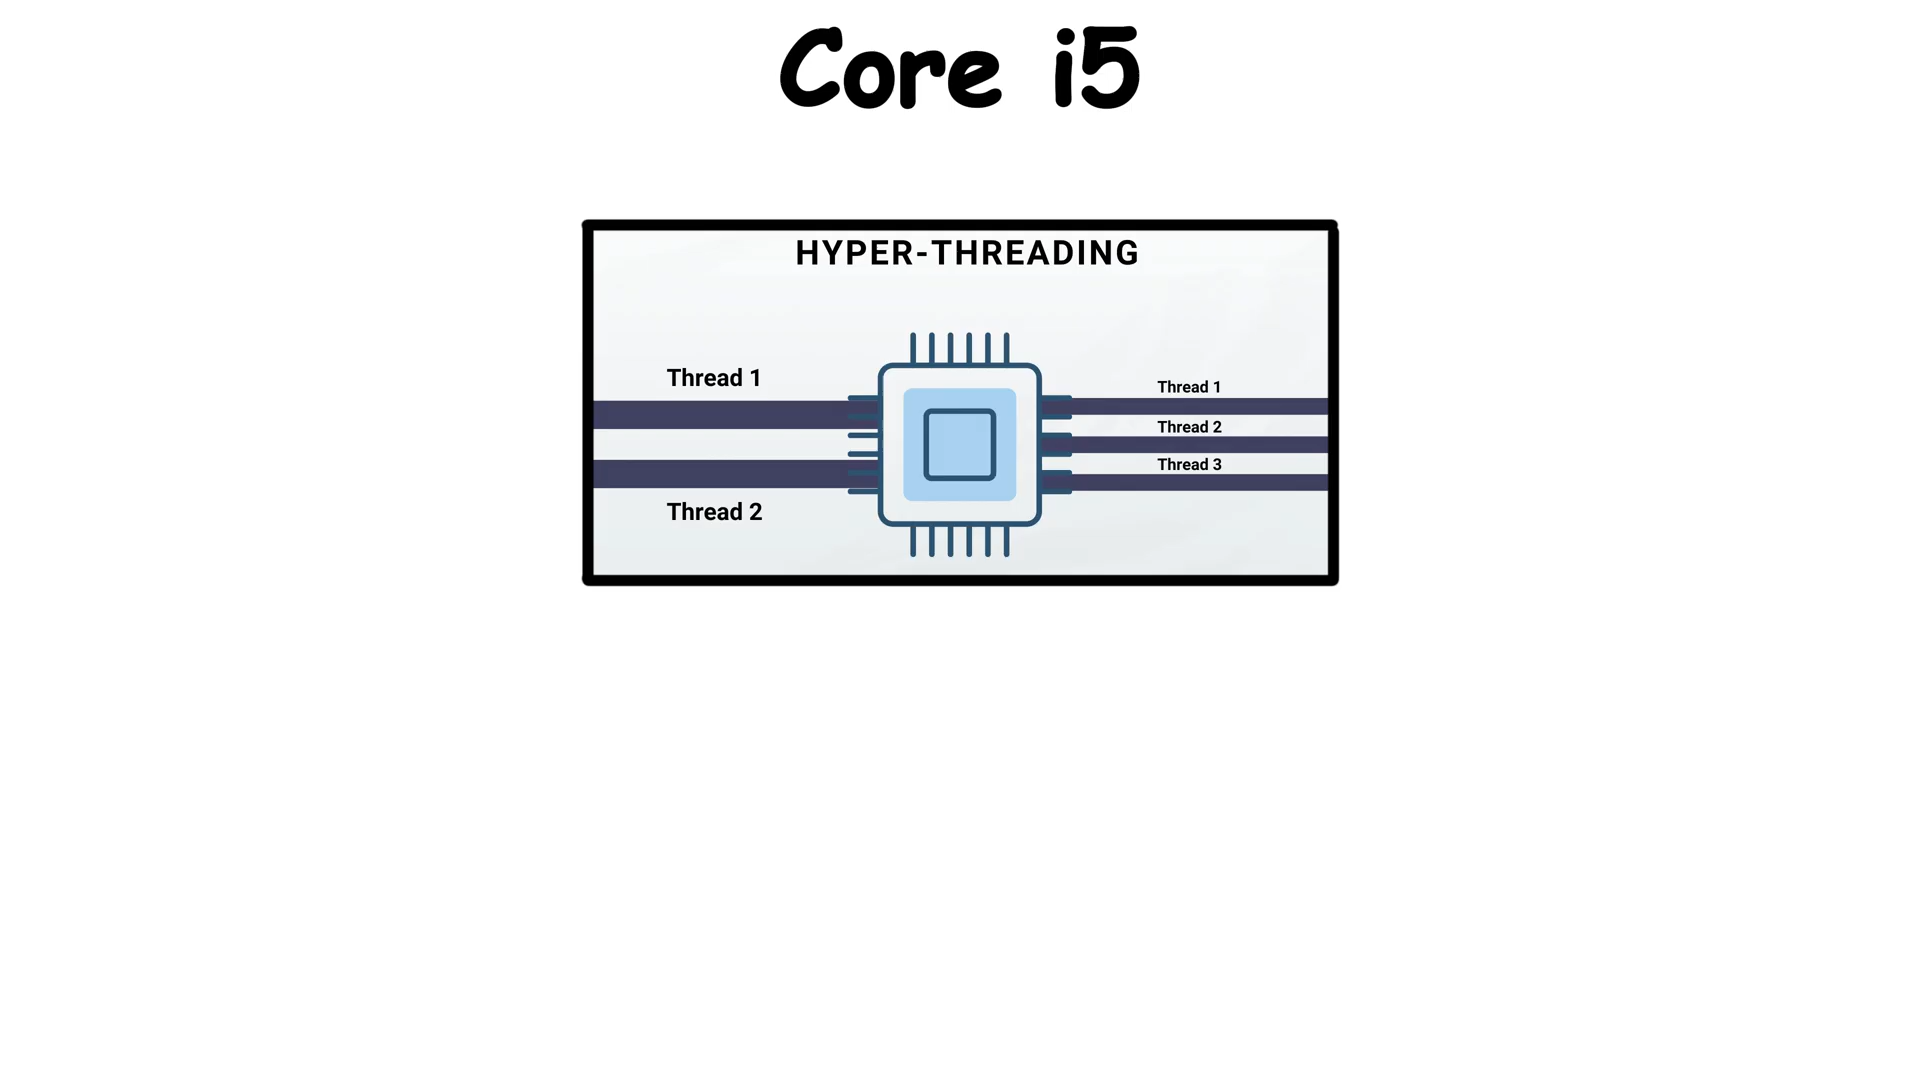 Core i5
HYPER-THREADING
Thread 1
Thread 2
Thread 1
Thread 2
Thread 3